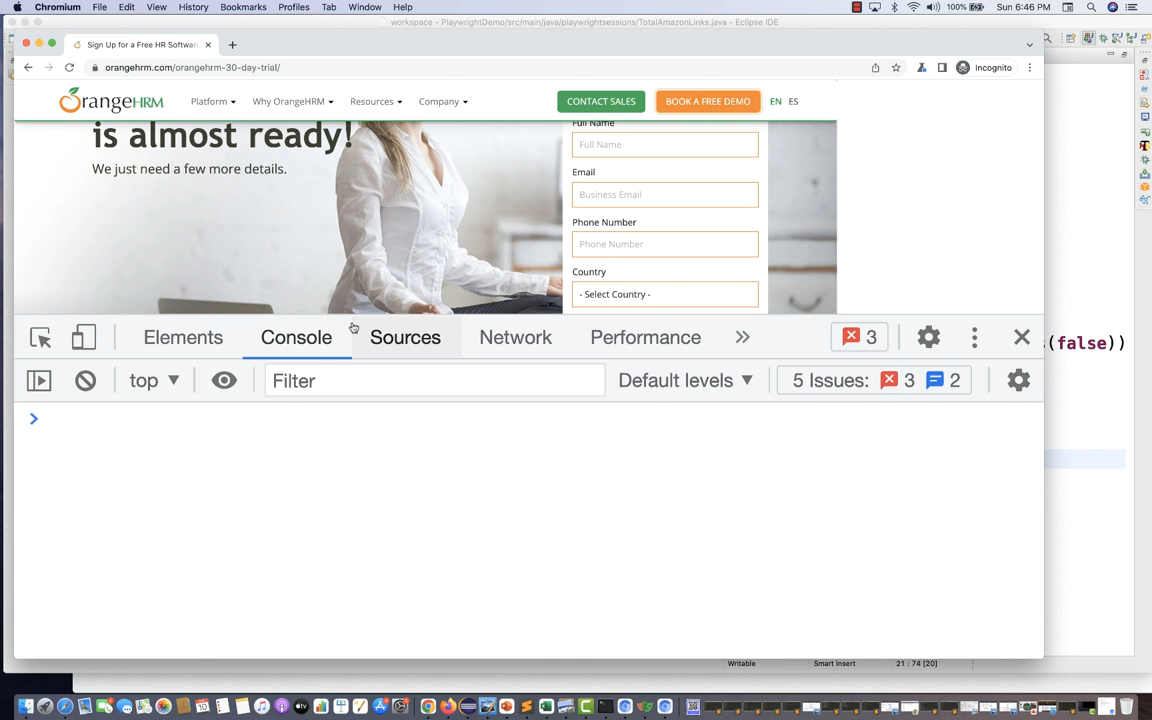 Chromium File Edit View History Bookmarks Profiles Tab Window Help 100% Sun 6:46 PM
workspace - PlaywrightDemo/src/main/java/playwrightsessions/TotalAmazonLinks.java - Eclipse IDE
Sign Up for a Free HR Softwar
orangehrm.com/orangehrm-30-day-trial/ Incognito
OrangeHRM Platform Why OrangeHRM Resources Company CONTACT SALES BOOK A FREE DEMO EN ES
is almost ready!
We just need a few more details.
Full Name
Full Name
Email
Business Email
Phone Number
Phone Number
Country
- Select Country -
Elements Console Sources Network Performance 3
s(false))
top Filter Default levels 5 Issues: 3 2
Writable Smart Insert 21 : 74 [20]